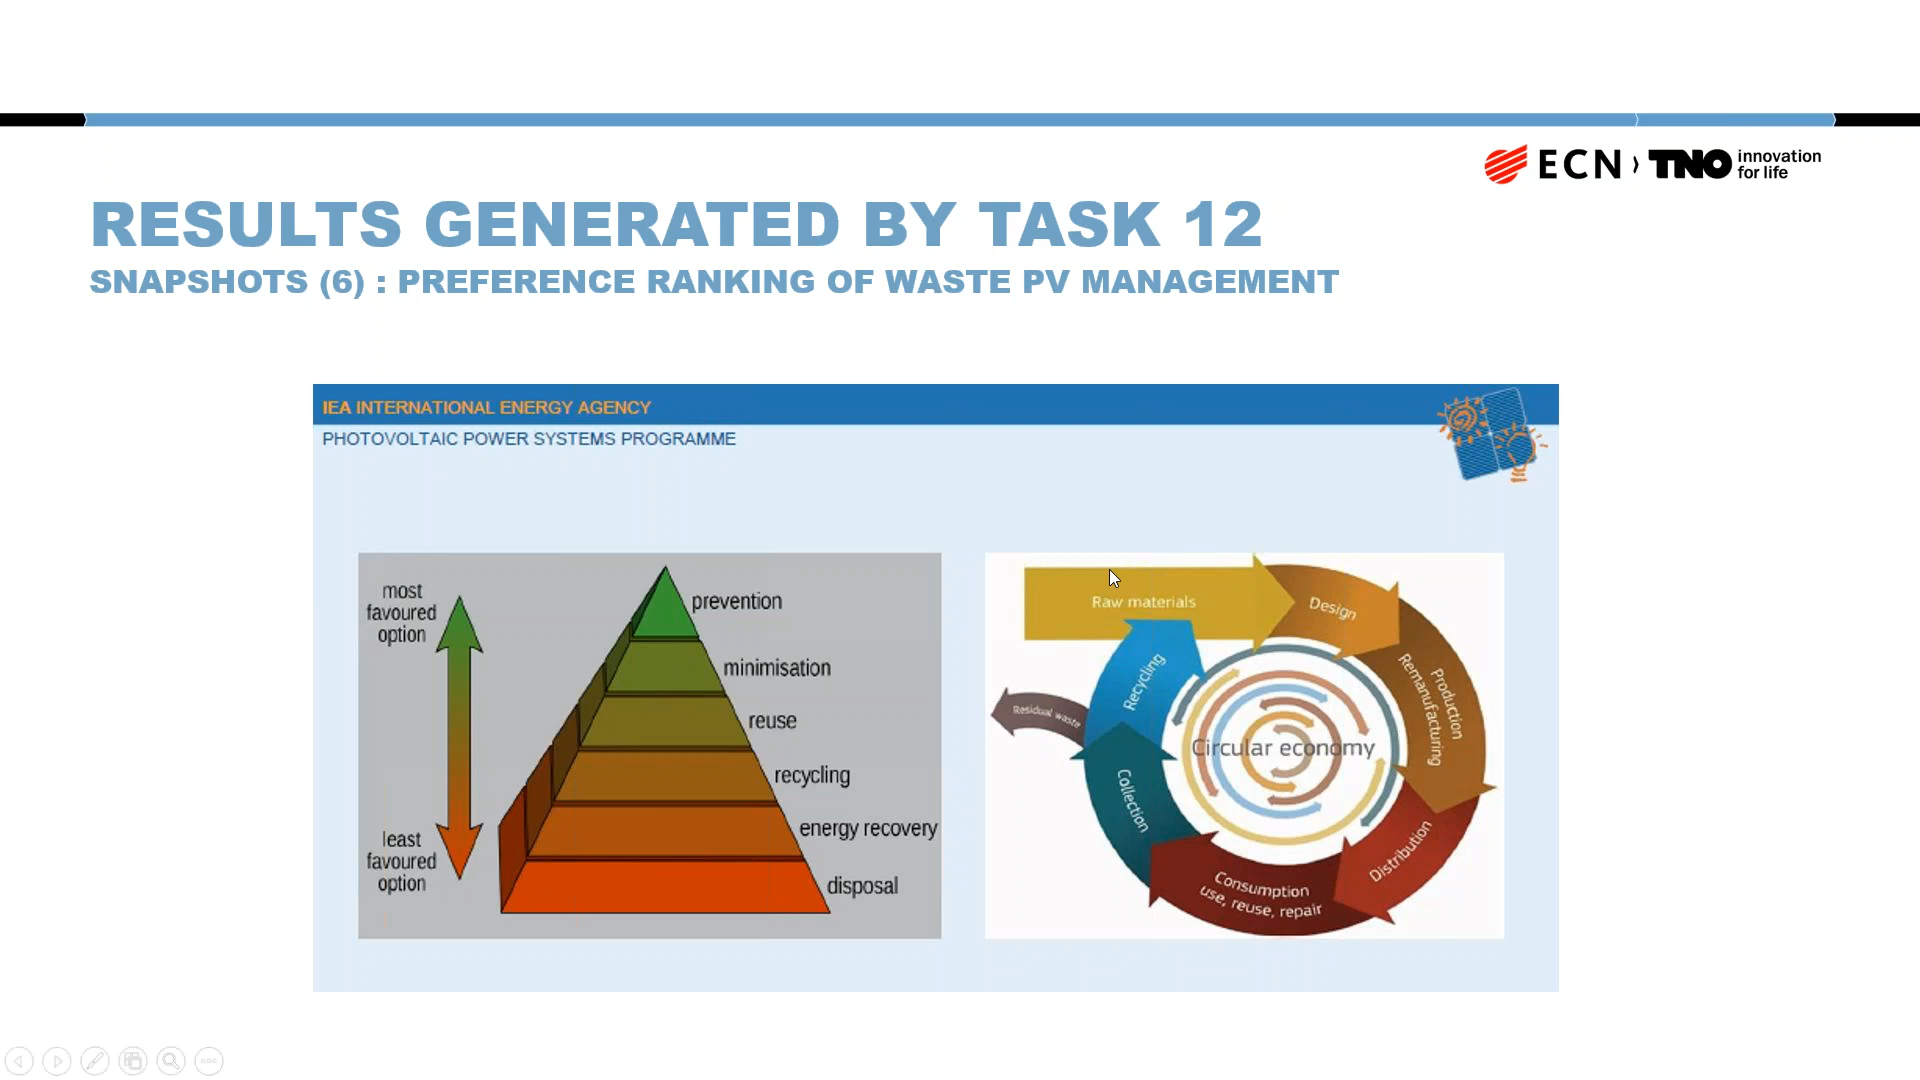 ECN TNO innovation
for life
RESULTS GENERATED BY TASK 12
SNAPSHOTS (6) : PREFERENCE RANKING OF WASTE PV MANAGEMENT
IEA INTERNATIONAL ENERGY AGENCY
PHOTOVOLTAIC POWER SYSTEMS PROGRAMME
most
favoured
option
least
favoured
option
prevention
minimisation
reuse
recycling
energy recovery
disposal
Raw materials
Design
Production
Remanufacturing
Distribution
Consumption
use, reuse, repair
Collection
Recycling
Residual waste
Circular economy